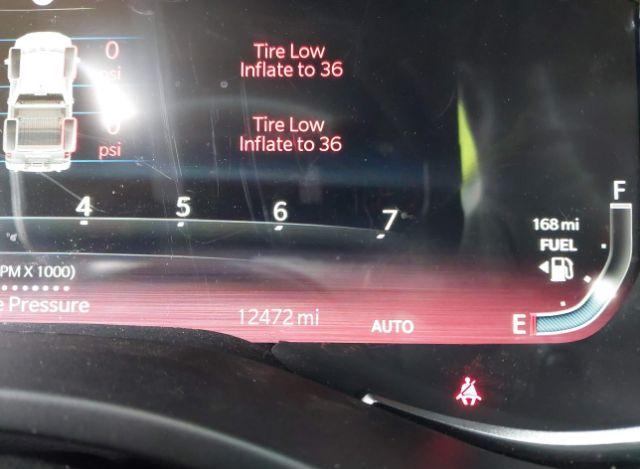 0
psi
Tire Low
Inflate to 36
0
psi
Tire Low
Inflate to 36
4 5 6 7
F
168 mi
FUEL
PM X 1000)
e Pressure
12472 mi
AUTO
E